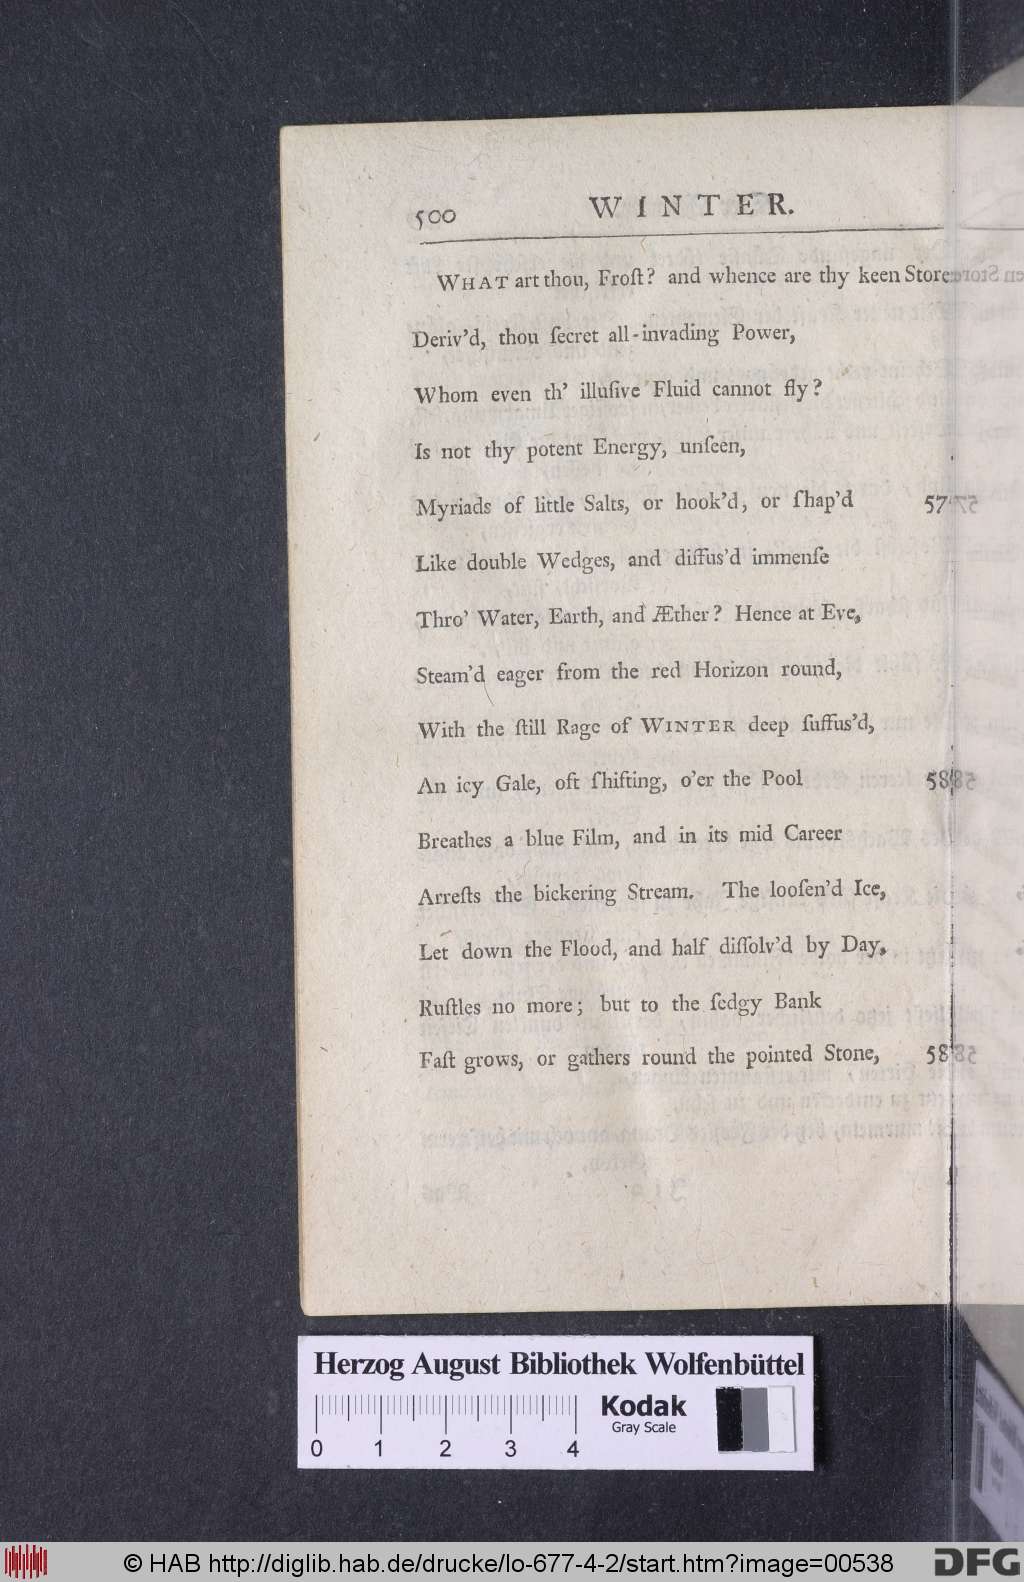 500 WINTER.
WHAT art thou, Froſt? and whence are thy keen Store
Deriv'd, thou ſecret all-invading Power,
Whom even th' illuſive Fluid cannot fly?
Is not thy potent Energy, unſeen,
Myriads of little Salts, or hook'd, or ſhap'd 57
Like double Wedges, and diffus'd immenſe
Thro' Water, Earth, and Æther? Hence at Eve,
Steam'd eager from the red Horizon round,
With the ſtill Rage of WINTER deep ſuffus'd,
An icy Gale, oft ſhifting, o'er the Pool 58
Breathes a blue Film, and in its mid Career
Arreſts the bickering Stream. The looſen'd Ice,
Let down the Flood, and half diſſolv'd by Day,
Ruſtles no more; but to the ſedgy Bank
Faſt grows, or gathers round the pointed Stone, 58
Herzog August Bibliothek Wolfenbüttel
Kodak
Gray Scale
0 1 2 3 4
© HAB http://diglib.hab.de/drucke/lo-677-4-2/start.htm?image=00538
DFG